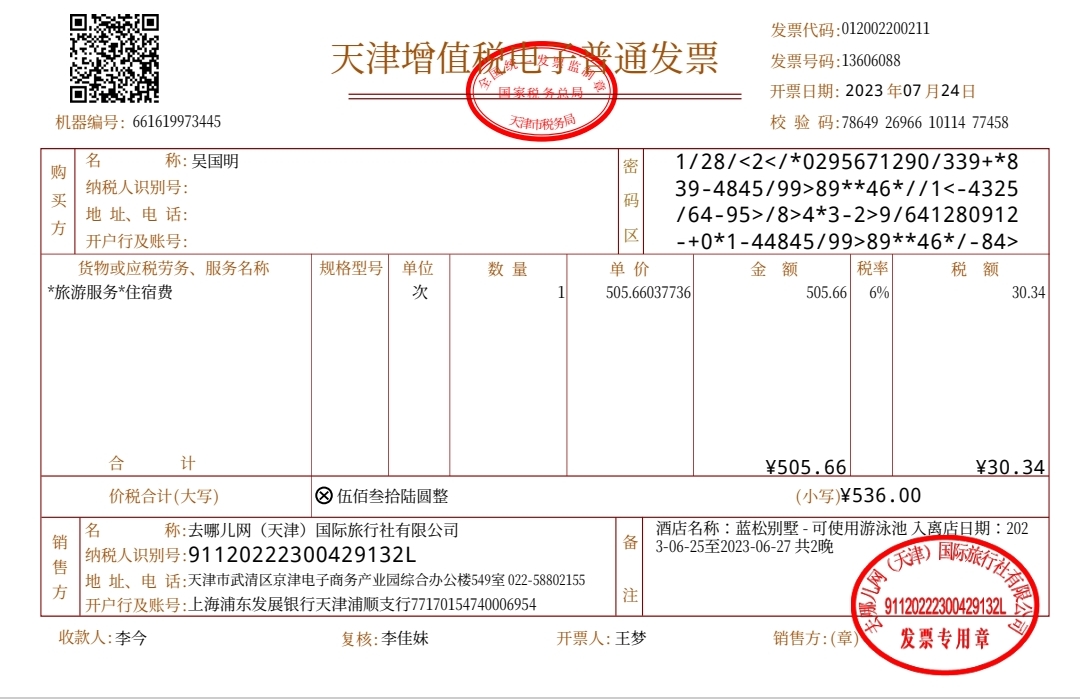 天津增值税电子普通发票
全国统一发票监制章
国家税务总局
天津市税务局
发票代码:012002200211
发票号码:13606088
开票日期: 2023 年07 月24日
校 验 码:78649 26966 10114 77458
机器编号: 661619973445
购买方
名 称: 吴国明
纳税人识别号:
地 址、电 话:
开户行及账号:
密码区
1/28/<2</*0295671290/339+*8
39-4845/99>89**46*//1<-4325
/64-95>/8>4*3-2>9/641280912
-+0*1-44845/99>89**46*/-84>
货物或应税劳务、服务名称 规格型号 单位 数 量 单 价 金 额 税率 税 额
*旅游服务*住宿费 次 1 505.66037736 505.66 6% 30.34
合 计 ¥505.66 ¥30.34
价税合计(大写) ⊗ 伍佰叁拾陆圆整 (小写)¥536.00
销售方
名 称:去哪儿网（天津）国际旅行社有限公司
纳税人识别号:91120222300429132L
地 址、电 话:天津市武清区京津电子商务产业园综合办公楼549室 022-58802155
开户行及账号:上海浦东发展银行天津浦顺支行77170154740006954
备注
酒店名称：蓝松别墅 - 可使用游泳池 入离店日期：202
3-06-25至2023-06-27 共2晚
收款人: 李今 复核: 李佳妹 开票人: 王梦 销售方: (章)
去哪儿网（天津）国际旅行社有限公司
91120222300429132L
发票专用章